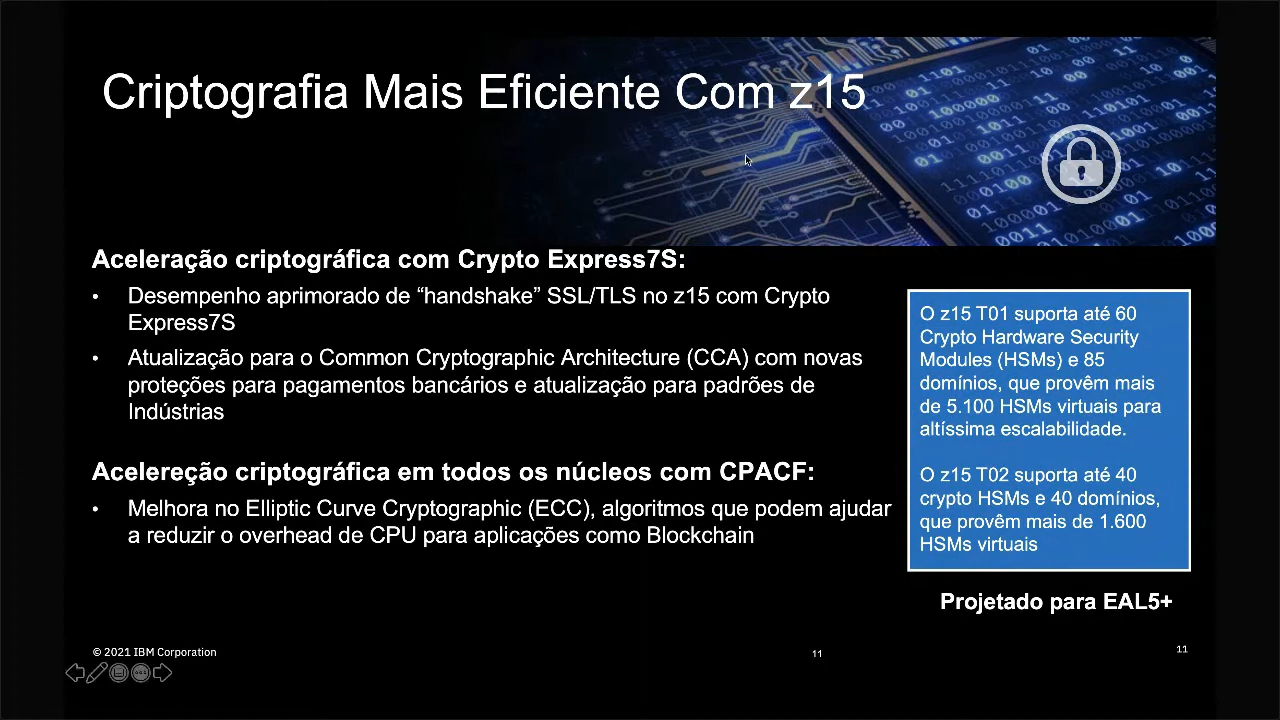 Criptografia Mais Eficiente Com z15
Aceleração criptográfica com Crypto Express7S:
• Desempenho aprimorado de “handshake” SSL/TLS no z15 com Crypto
Express7S
• Atualização para o Common Cryptographic Architecture (CCA) com novas
proteções para pagamentos bancários e atualização para padrões de
Indústrias
Acelereção criptográfica em todos os núcleos com CPACF:
• Melhora no Elliptic Curve Cryptographic (ECC), algoritmos que podem ajudar
a reduzir o overhead de CPU para aplicações como Blockchain
O z15 T01 suporta até 60
Crypto Hardware Security
Modules (HSMs) e 85
domínios, que provêm mais
de 5.100 HSMs virtuais para
altíssima escalabilidade.
O z15 T02 suporta até 40
crypto HSMs e 40 domínios,
que provêm mais de 1.600
HSMs virtuais
Projetado para EAL5+
© 2021 IBM Corporation
11
11